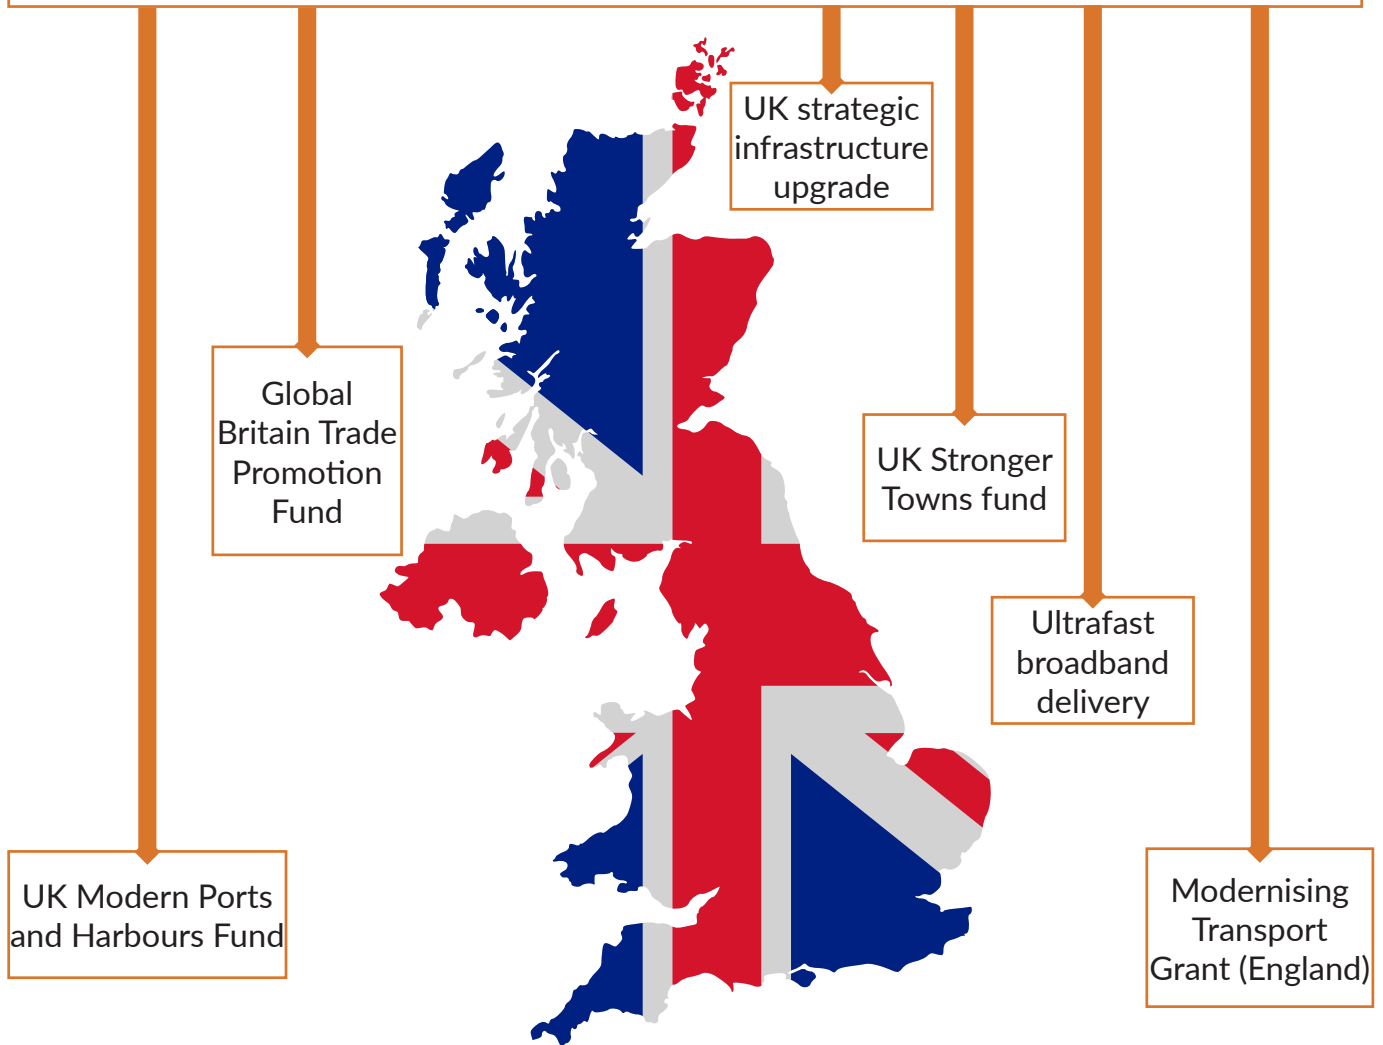 UK strategic
infrastructure
upgrade
Global
Britain Trade
Promotion
Fund
UK Stronger
Towns fund
Ultrafast
broadband
delivery
UK Modern Ports
and Harbours Fund
Modernising
Transport
Grant (England)